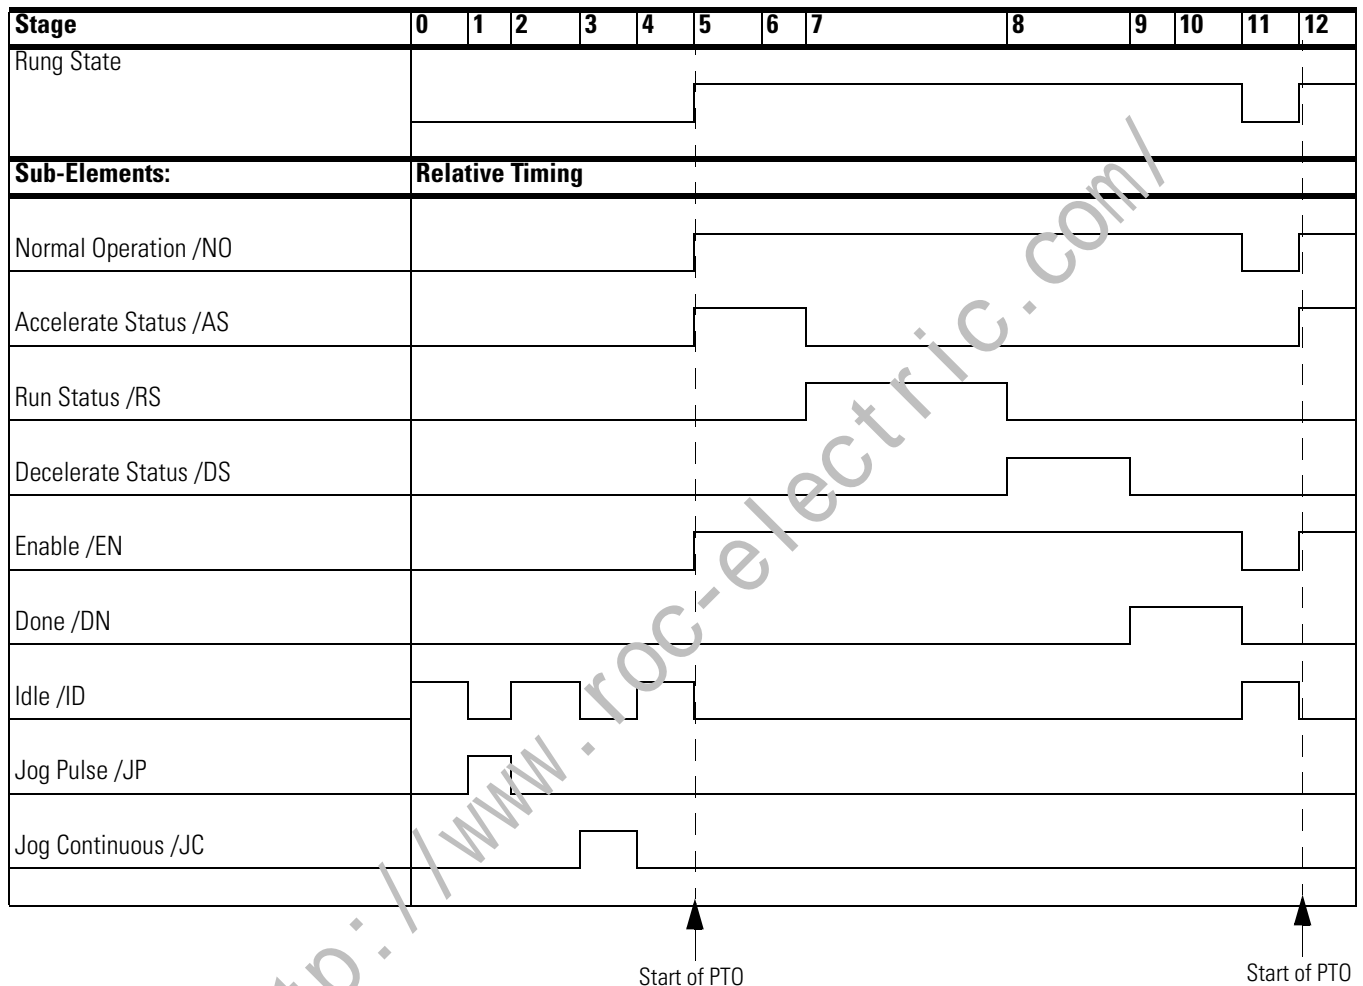 Stage 0 1 2 3 4 5 6 7 8 9 10 11 12
Rung State
Sub-Elements: Relative Timing
Normal Operation /NO
Accelerate Status /AS
Run Status /RS
Decelerate Status /DS
Enable /EN
Done /DN
Idle /ID
Jog Pulse /JP
Jog Continuous /JC
Start of PTO Start of PTO
tp://www.roc-electric.com/